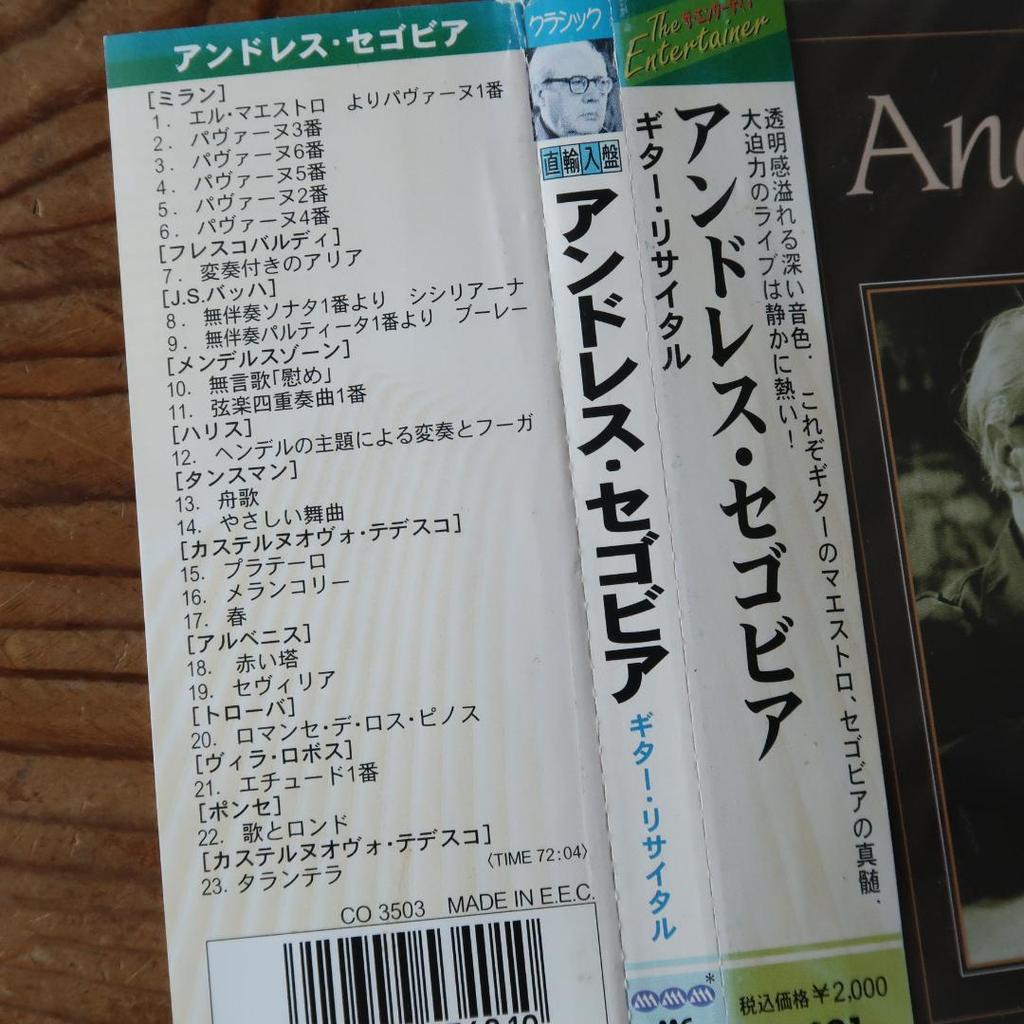 アンドレス・セゴビア
[ミラン]
1. エル・マエストロ よりパヴァーヌ1番
2. パヴァーヌ3番
3. パヴァーヌ6番
4. パヴァーヌ5番
5. パヴァーヌ2番
6. パヴァーヌ4番
[フレスコバルディ]
7. 変奏付きのアリア
[J.S.バッハ]
8. 無伴奏ソナタ1番より シシリアーナ
9. 無伴奏パルティータ1番より ブーレー
[メンデルスゾーン]
10. 無言歌「慰め」
11. 弦楽四重奏曲1番
[ハリス]
12. ヘンデルの主題による変奏とフーガ
[タンスマン]
13. 舟歌
14. やさしい舞曲
[カステルヌオヴォ・テデスコ]
15. プラテーロ
16. メランコリー
17. 春
[アルベニス]
18. 赤い塔
19. セヴィリア
[トローバ]
20. ロマンセ・デ・ロス・ピノス
[ヴィラ・ロボス]
21. エチュード1番
[ポンセ]
22. 歌とロンド
[カステルヌオヴォ・テデスコ]
23. タランテラ
〈TIME 72:04〉
CO 3503 MADE IN E.E.C.
クラシック
直輸入盤
アンドレス・セゴビア
ギター・リサイタル
The Entertainer
透明感溢れる深い音色. これぞギターのマエストロ、セゴビアの真髄.
大迫力のライブは静かに熱い!
アンドレス・セゴビア
ギター・リサイタル
税込価格¥2,000